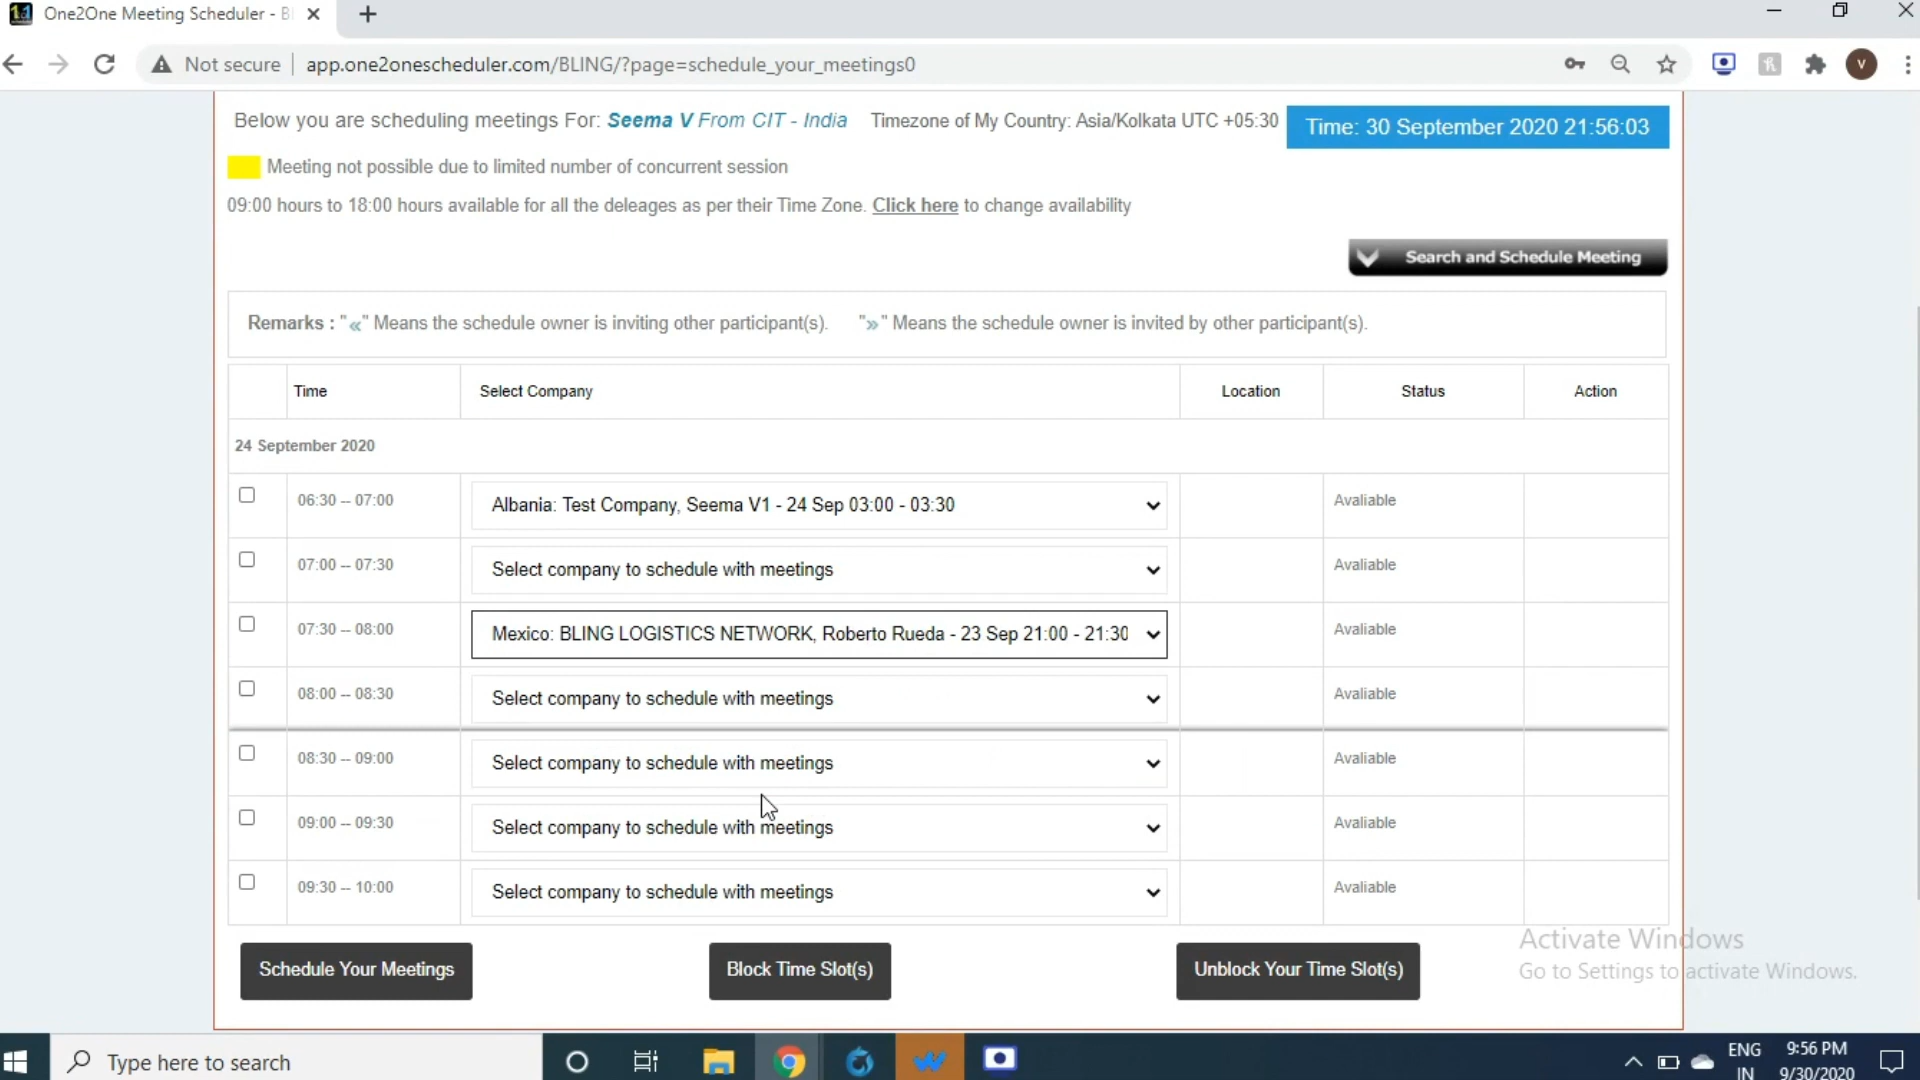 One2One Meeting Scheduler - B
Not secure
app.one2onescheduler.com/BLING/?page=schedule_your_meetings0
V
Below you are scheduling meetings For: Seema V From CIT - India Timezone of My Country: Asia/Kolkata UTC +05:30 Time: 30 September 2020 21:56:03
Meeting not possible due to limited number of concurrent session
09:00 hours to 18:00 hours available for all the deleages as per their Time Zone. Click here to change availability
Search and Schedule Meeting
Remarks : "«" Means the schedule owner is inviting other participant(s). "»" Means the schedule owner is invited by other participant(s).
Time Select Company Location Status Action
24 September 2020
06:30 -- 07:00 Albania: Test Company, Seema V1 - 24 Sep 03:00 - 03:30 Avaliable
07:00 -- 07:30 Select company to schedule with meetings Avaliable
07:30 -- 08:00 Mexico: BLING LOGISTICS NETWORK, Roberto Rueda - 23 Sep 21:00 - 21:30 Avaliable
08:00 -- 08:30 Select company to schedule with meetings Avaliable
08:30 -- 09:00 Select company to schedule with meetings Avaliable
09:00 -- 09:30 Select company to schedule with meetings Avaliable
09:30 -- 10:00 Select company to schedule with meetings Avaliable
Schedule Your Meetings Block Time Slot(s) Unblock Your Time Slot(s)
Activate Windows
Go to Settings to activate Windows.
Type here to search
ENG 9:56 PM
IN 9/30/2020